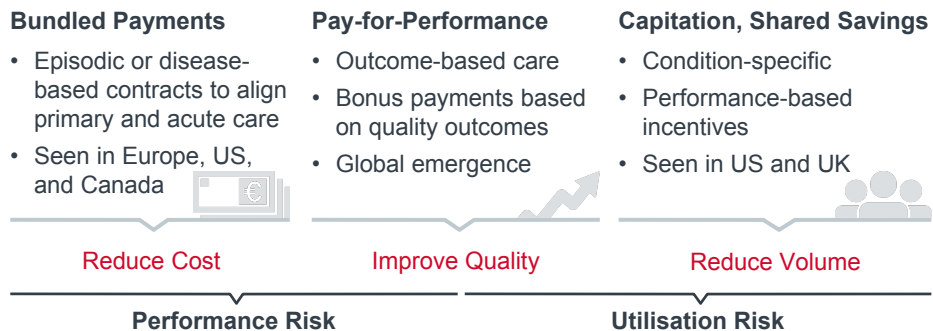 Bundled Payments
• Episodic or disease-
based contracts to align
primary and acute care
• Seen in Europe, US,
and Canada
€
Reduce Cost
Pay-for-Performance
• Outcome-based care
• Bonus payments based
on quality outcomes
• Global emergence
Improve Quality
Capitation, Shared Savings
• Condition-specific
• Performance-based
incentives
• Seen in US and UK
Reduce Volume
Performance Risk
Utilisation Risk